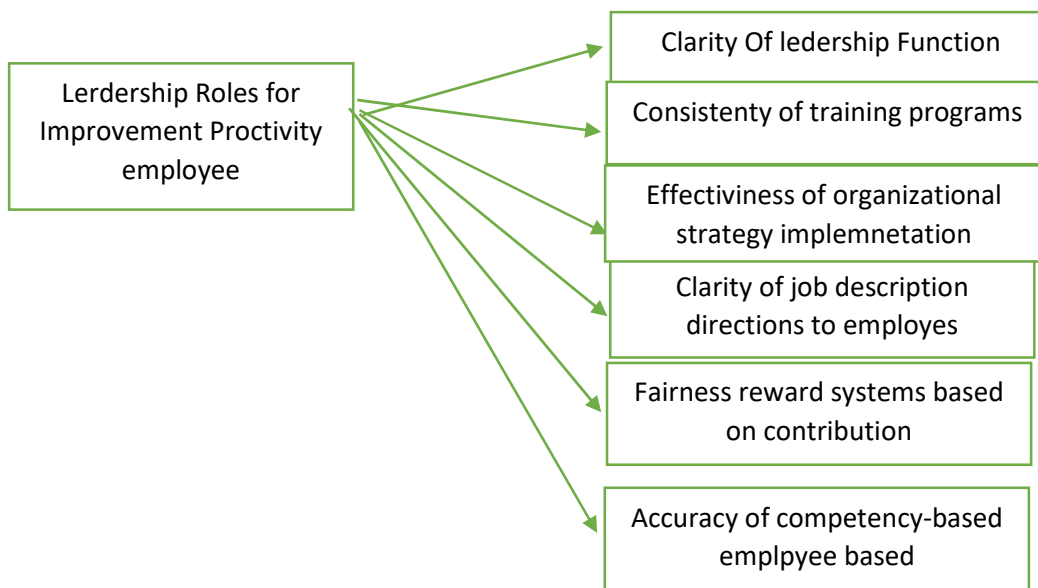 Lerdership Roles for
Improvement Proctivity
employee
Clarity Of ledership Function
Consistenty of training programs
Effectiviness of organizational
strategy implemnetation
Clarity of job description
directions to employes
Fairness reward systems based
on contribution
Accuracy of competency-based
emplpyee based